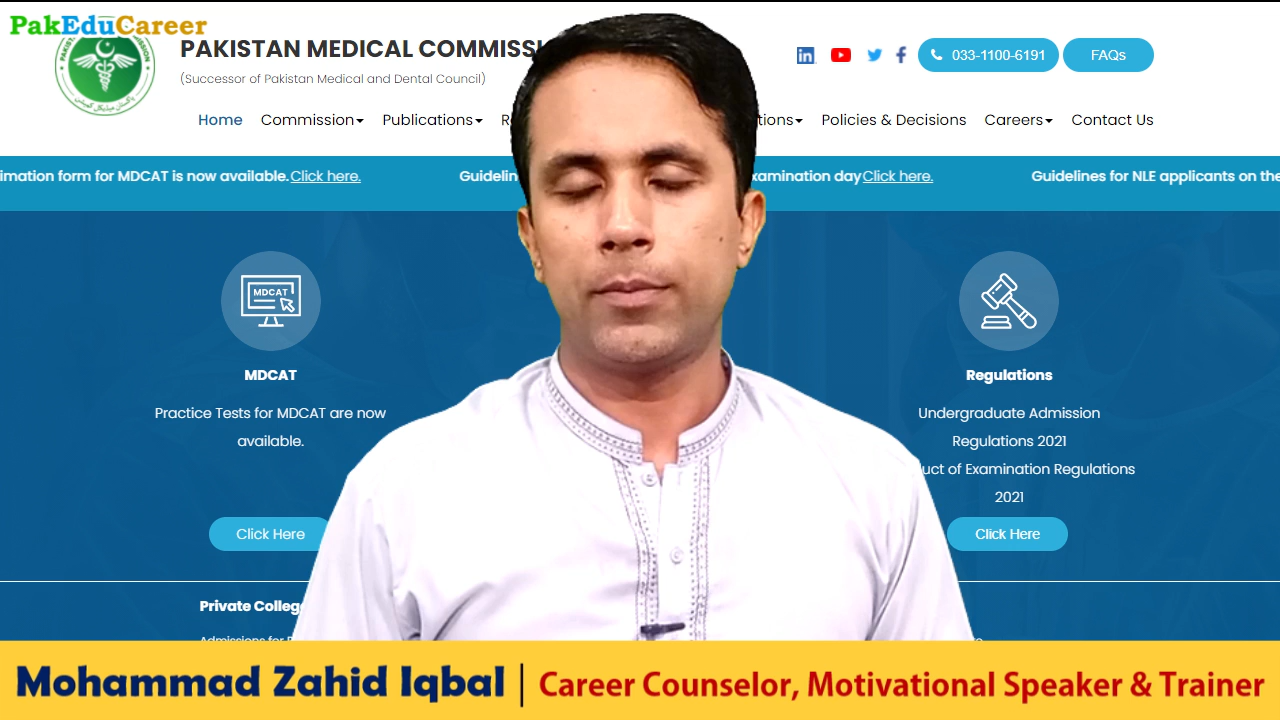 PakEduCareer
PAKISTAN MEDICAL COMMISSI
(Successor of Pakistan Medical and Dental Council)
033-1100-6191
FAQs
Home Commission Publications R tions Policies & Decisions Careers Contact Us
imation form for MDCAT is now available. Click here. Guidelin xamination day Click here. Guidelines for NLE applicants on the
MDCAT
MDCAT
Practice Tests for MDCAT are now
available.
Click Here
Regulations
Undergraduate Admission
Regulations 2021
uct of Examination Regulations
2021
Click Here
Private Colleg
Mohammad Zahid Iqbal | Career Counselor, Motivational Speaker & Trainer